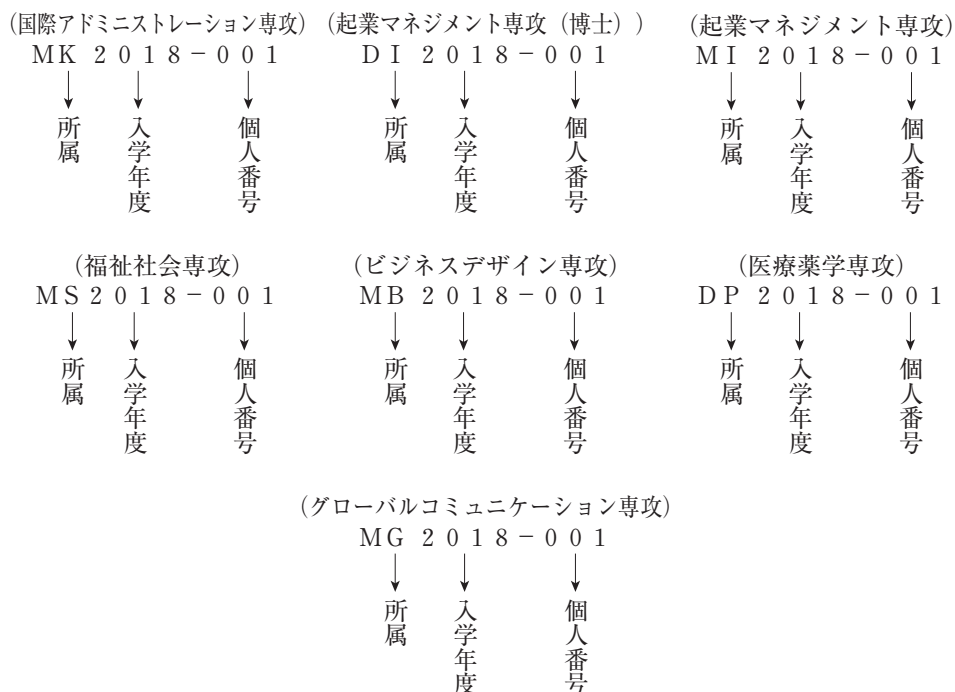 (国際アドミニストレーション専攻) (起業マネジメント専攻（博士）) (起業マネジメント専攻)
MK 2018-001 DI 2018-001 MI 2018-001
所属 入学年度 個人番号 所属 入学年度 個人番号 所属 入学年度 個人番号
(福祉社会専攻) (ビジネスデザイン専攻) (医療薬学専攻)
MS2018-001 MB 2018-001 DP 2018-001
所属 入学年度 個人番号 所属 入学年度 個人番号 所属 入学年度 個人番号
(グローバルコミュニケーション専攻)
MG 2018-001
所属 入学年度 個人番号